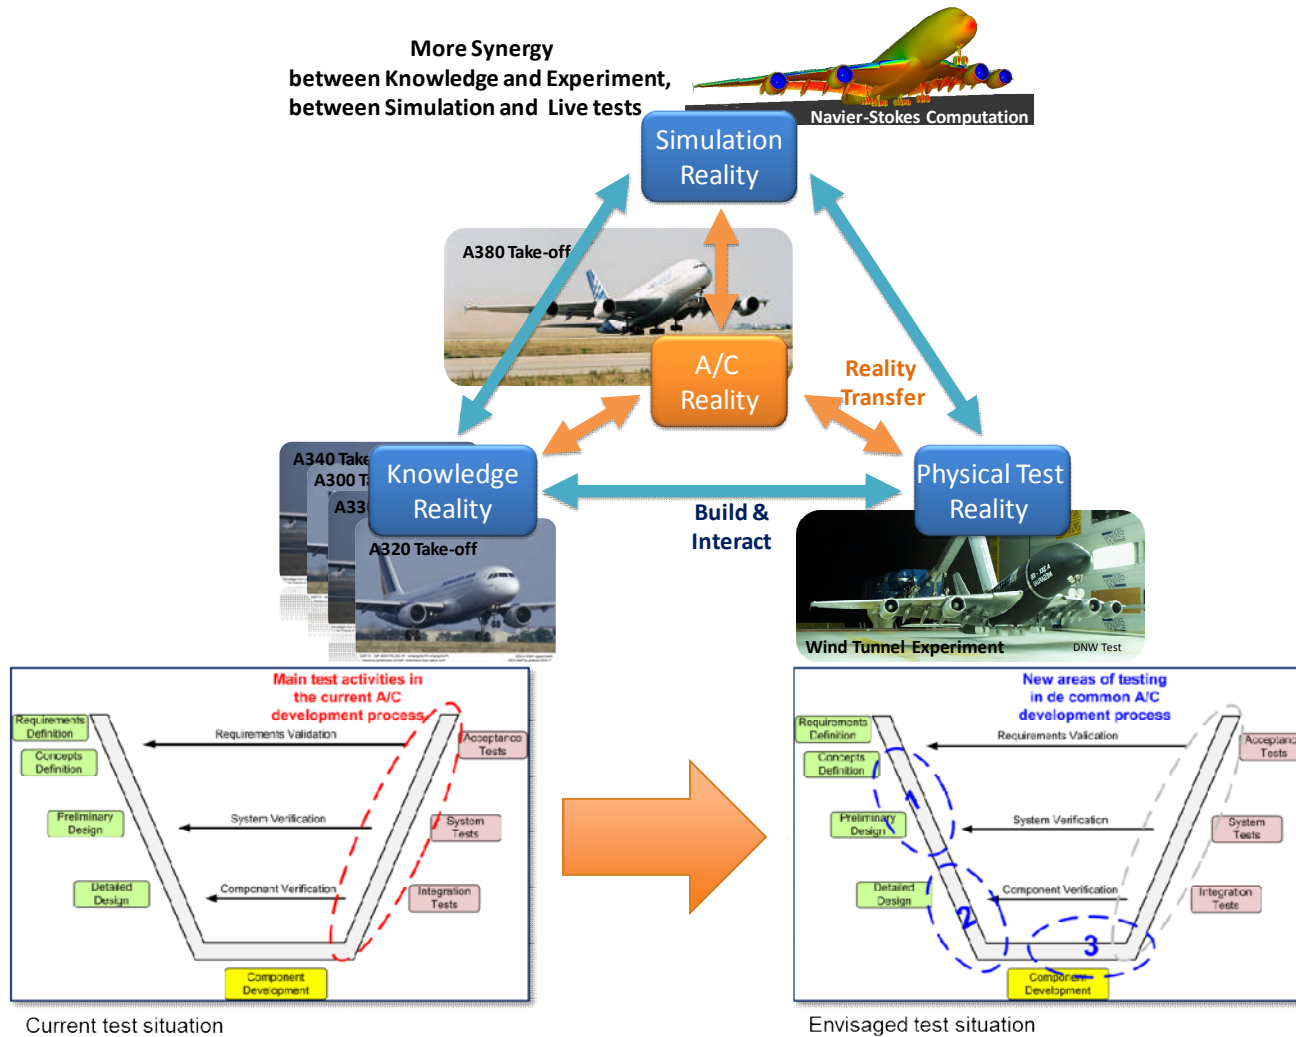 More Synergy
between Knowledge and Experiment,
between Simulation and Live tests
Navier-Stokes Computation
Simulation
Reality
A380 Take-off
A/C
Reality
Reality
Transfer
A340 Take
A300 Ta
A330
Knowledge
Reality
A320 Take-off
Build &
Interact
Physical Test
Reality
Wind Tunnel Experiment
DNW Test
Main test activities in
the current A/C
development process
Requirements
Definition
Concepts
Definition
Preliminary
Design
Detailed
Design
Requirements Validation
System Verification
Component Verification
Acceptance
Tests
System
Tests
Integration
Tests
Component
Development
Current test situation
New areas of testing
in de common A/C
development process
Requirements
Definition
Concepts
Definition
Preliminary
Design
Detailed
Design
1
2
3
Requirements Validation
System Verification
Component Verification
Acceptance
Tests
System
Tests
Integration
Tests
Component
Development
Envisaged test situation